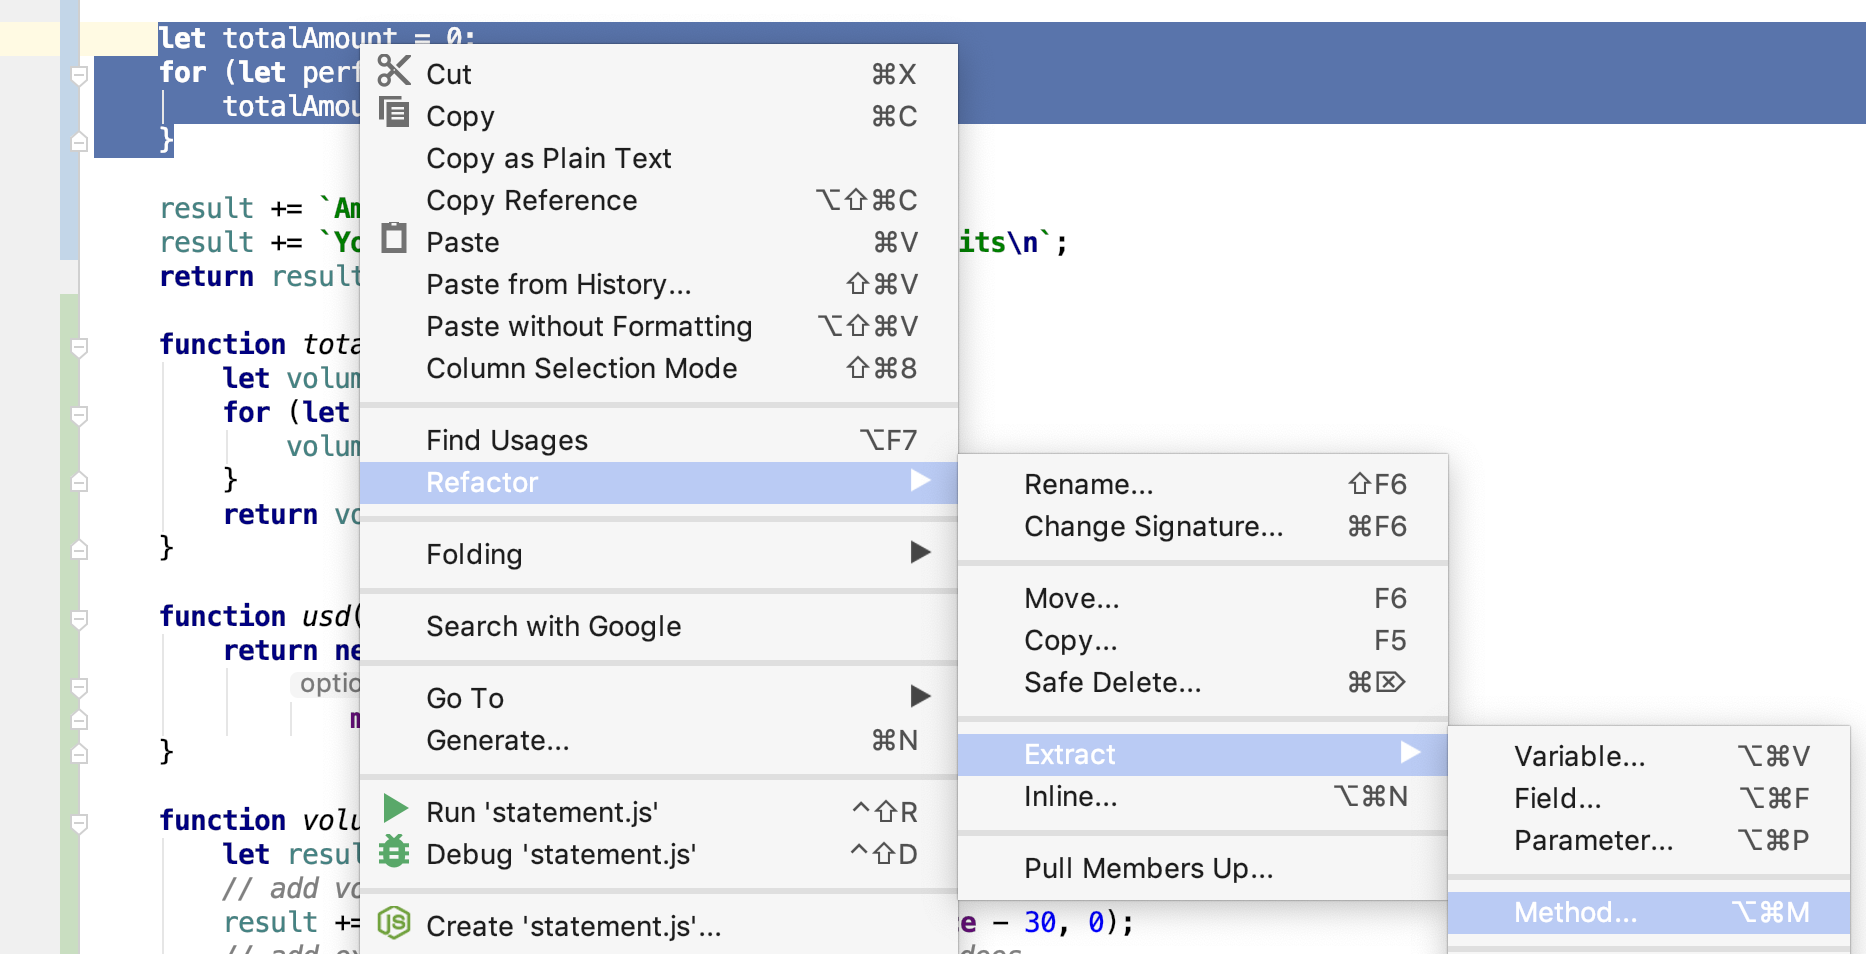 let totalAmount = 0;
for (let perf
totalAmou
}
result += `Am
result += `Yo its\n`;
return result
function tota
let volum
for (let
volum
}
return vo
}
function usd(
return ne
optio
m
}
function volu
let resul
// add vo
result += e - 30, 0);
// add ex
Cut ⌘X
Copy ⌘C
Copy as Plain Text
Copy Reference ⌥⇧⌘C
Paste ⌘V
Paste from History... ⇧⌘V
Paste without Formatting ⌥⇧⌘V
Column Selection Mode ⇧⌘8
Find Usages ⌥F7
Refactor
Folding
Search with Google
Go To
Generate... ⌘N
Run 'statement.js' ^⇧R
Debug 'statement.js' ^⇧D
JS Create 'statement.js'...
Rename... ⇧F6
Change Signature... ⌘F6
Move... F6
Copy... F5
Safe Delete... ⌘⌦
Extract
Inline... ⌥⌘N
Pull Members Up...
Variable... ⌥⌘V
Field... ⌥⌘F
Parameter... ⌥⌘P
Method... ⌥⌘M